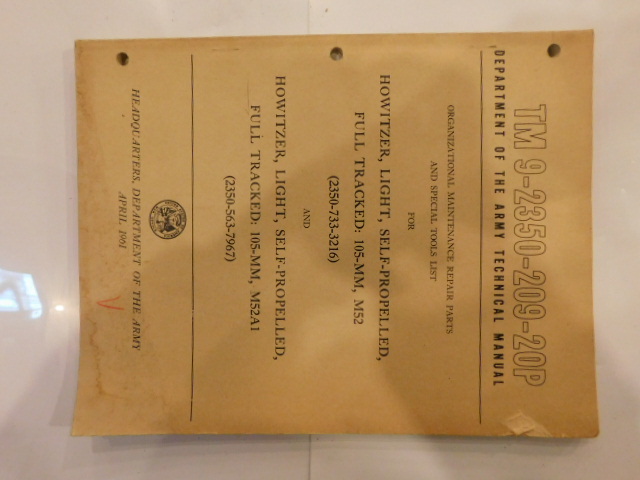 TM 9-2350-209-20P
DEPARTMENT OF THE ARMY TECHNICAL MANUAL
ORGANIZATIONAL MAINTENANCE REPAIR PARTS
AND SPECIAL TOOLS LIST
FOR
HOWITZER, LIGHT, SELF-PROPELLED,
FULL TRACKED: 105-MM, M52
(2350-733-3216)
AND
HOWITZER, LIGHT, SELF-PROPELLED,
FULL TRACKED: 105-MM, M52A1
(2350-563-7967)
HEADQUARTERS, DEPARTMENT OF THE ARMY
APRIL 1961